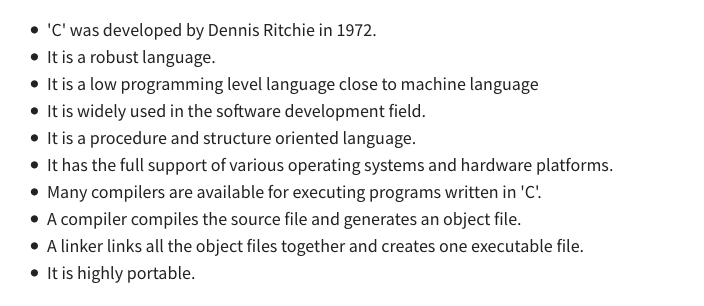 ● 'C' was developed by Dennis Ritchie in 1972.
● It is a robust language.
● It is a low programming level language close to machine language
● It is widely used in the software development field.
● It is a procedure and structure oriented language.
● It has the full support of various operating systems and hardware platforms.
● Many compilers are available for executing programs written in 'C'.
● A compiler compiles the source file and generates an object file.
● A linker links all the object files together and creates one executable file.
● It is highly portable.